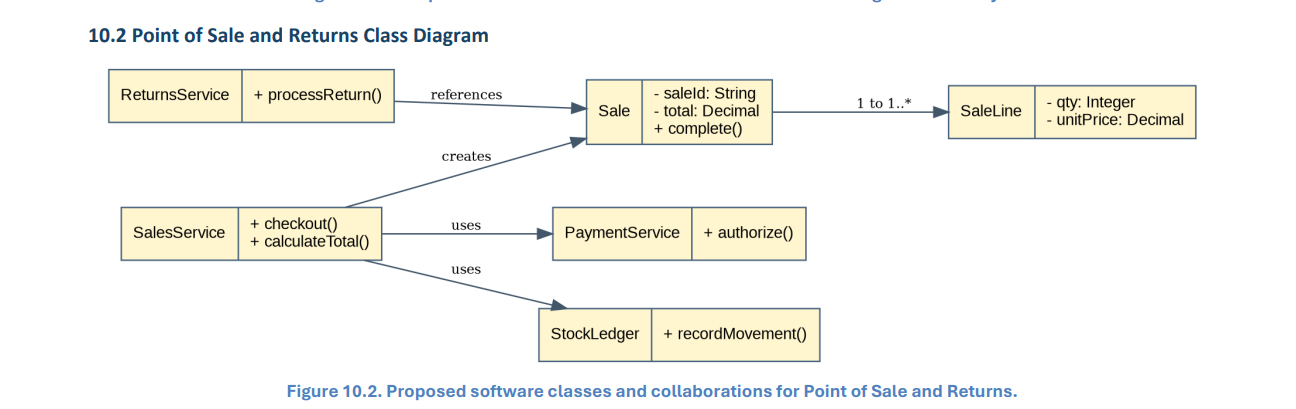 10.2 Point of Sale and Returns Class Diagram
ReturnsService
+ processReturn()
references
Sale
- saleId: String
- total: Decimal
+ complete()
1 to 1..*
SaleLine
- qty: Integer
- unitPrice: Decimal
creates
SalesService
+ checkout()
+ calculateTotal()
uses
PaymentService
+ authorize()
uses
StockLedger
+ recordMovement()
Figure 10.2. Proposed software classes and collaborations for Point of Sale and Returns.